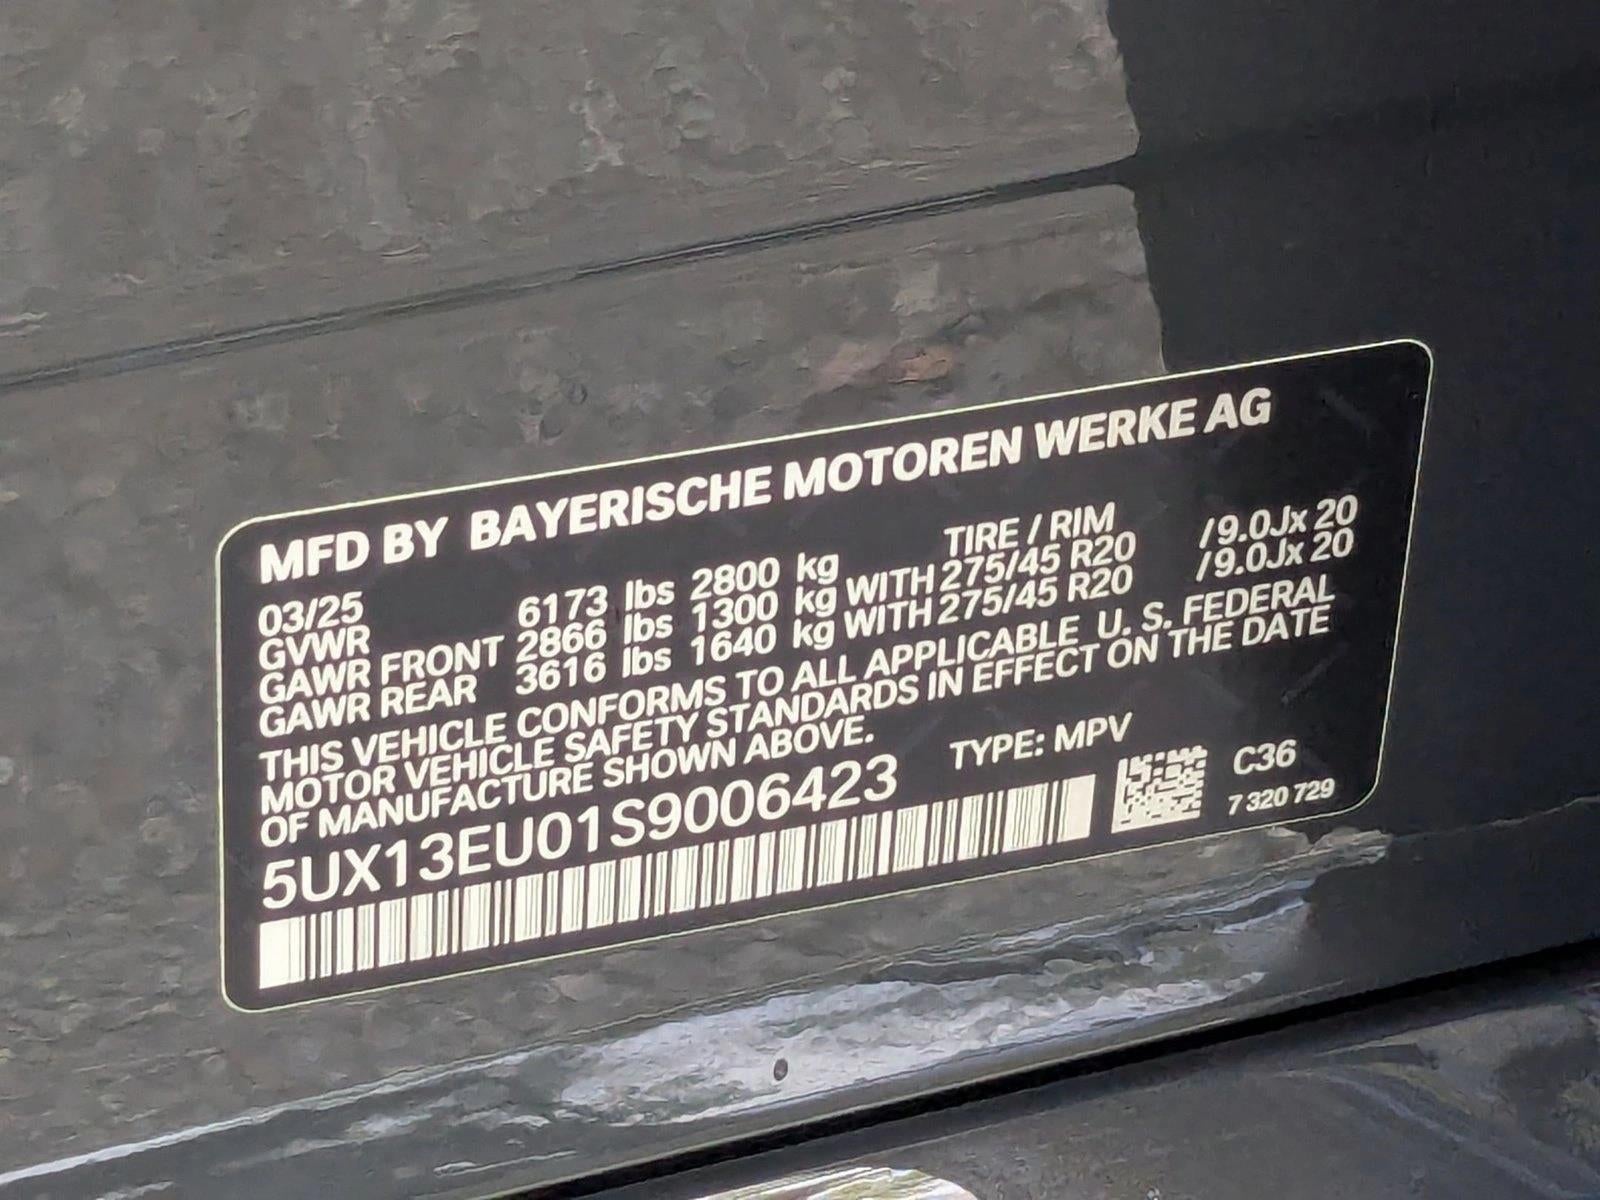 MFD BY BAYERISCHE MOTOREN WERKE AG
03/25 TIRE / RIM
GVWR 6173 lbs 2800 kg
GAWR FRONT 2866 lbs 1300 kg WITH 275/45 R20 /9.0Jx 20
GAWR REAR 3616 lbs 1640 kg WITH 275/45 R20 /9.0Jx 20
THIS VEHICLE CONFORMS TO ALL APPLICABLE U. S. FEDERAL
MOTOR VEHICLE SAFETY STANDARDS IN EFFECT ON THE DATE
OF MANUFACTURE SHOWN ABOVE.
TYPE: MPV
5UX13EU01S9006423
C36
7 320 729